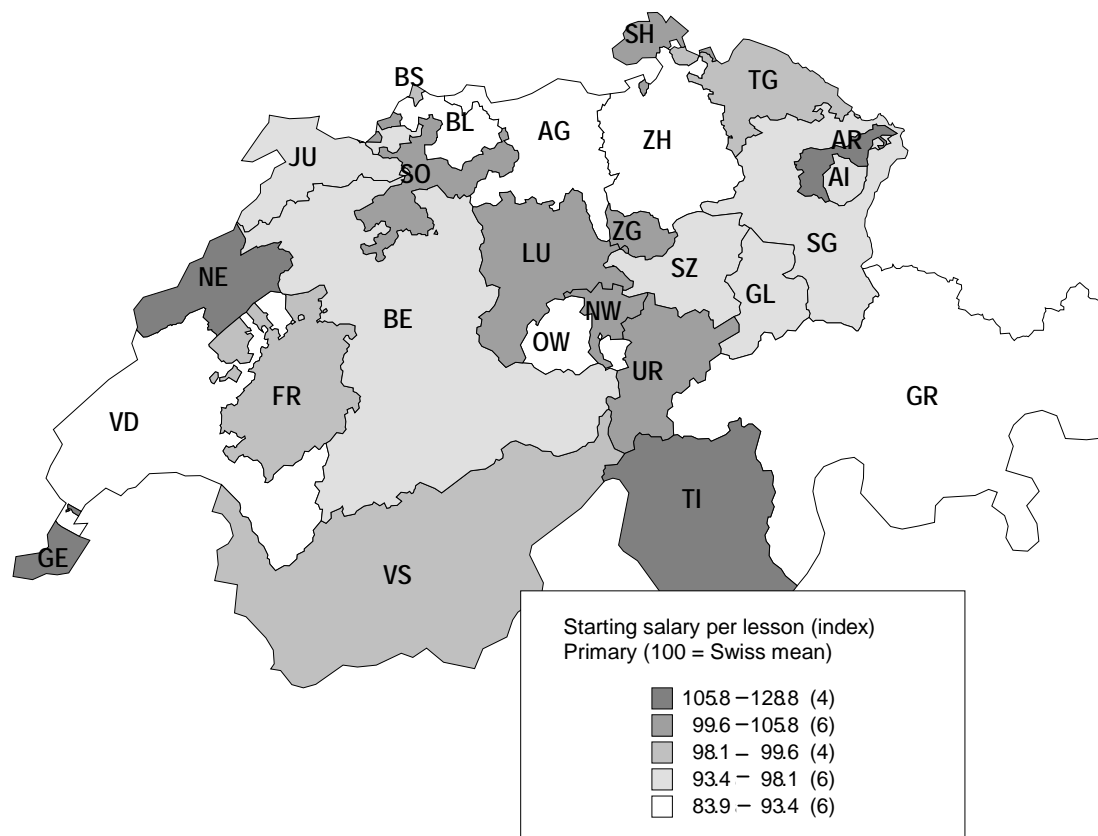 SH
TG
BS
BL
AG
ZH
AR
JU
SO
AI
ZG
LU
SG
NE
SZ
GL
NW
BE
OW
UR
FR
GR
VD
TI
GE
VS
Starting salary per lesson (index)
Primary (100 = Swiss mean)
105.8 – 128.8 (4)
99.6 – 105.8 (6)
98.1 – 99.6 (4)
93.4 – 98.1 (6)
83.9 – 93.4 (6)